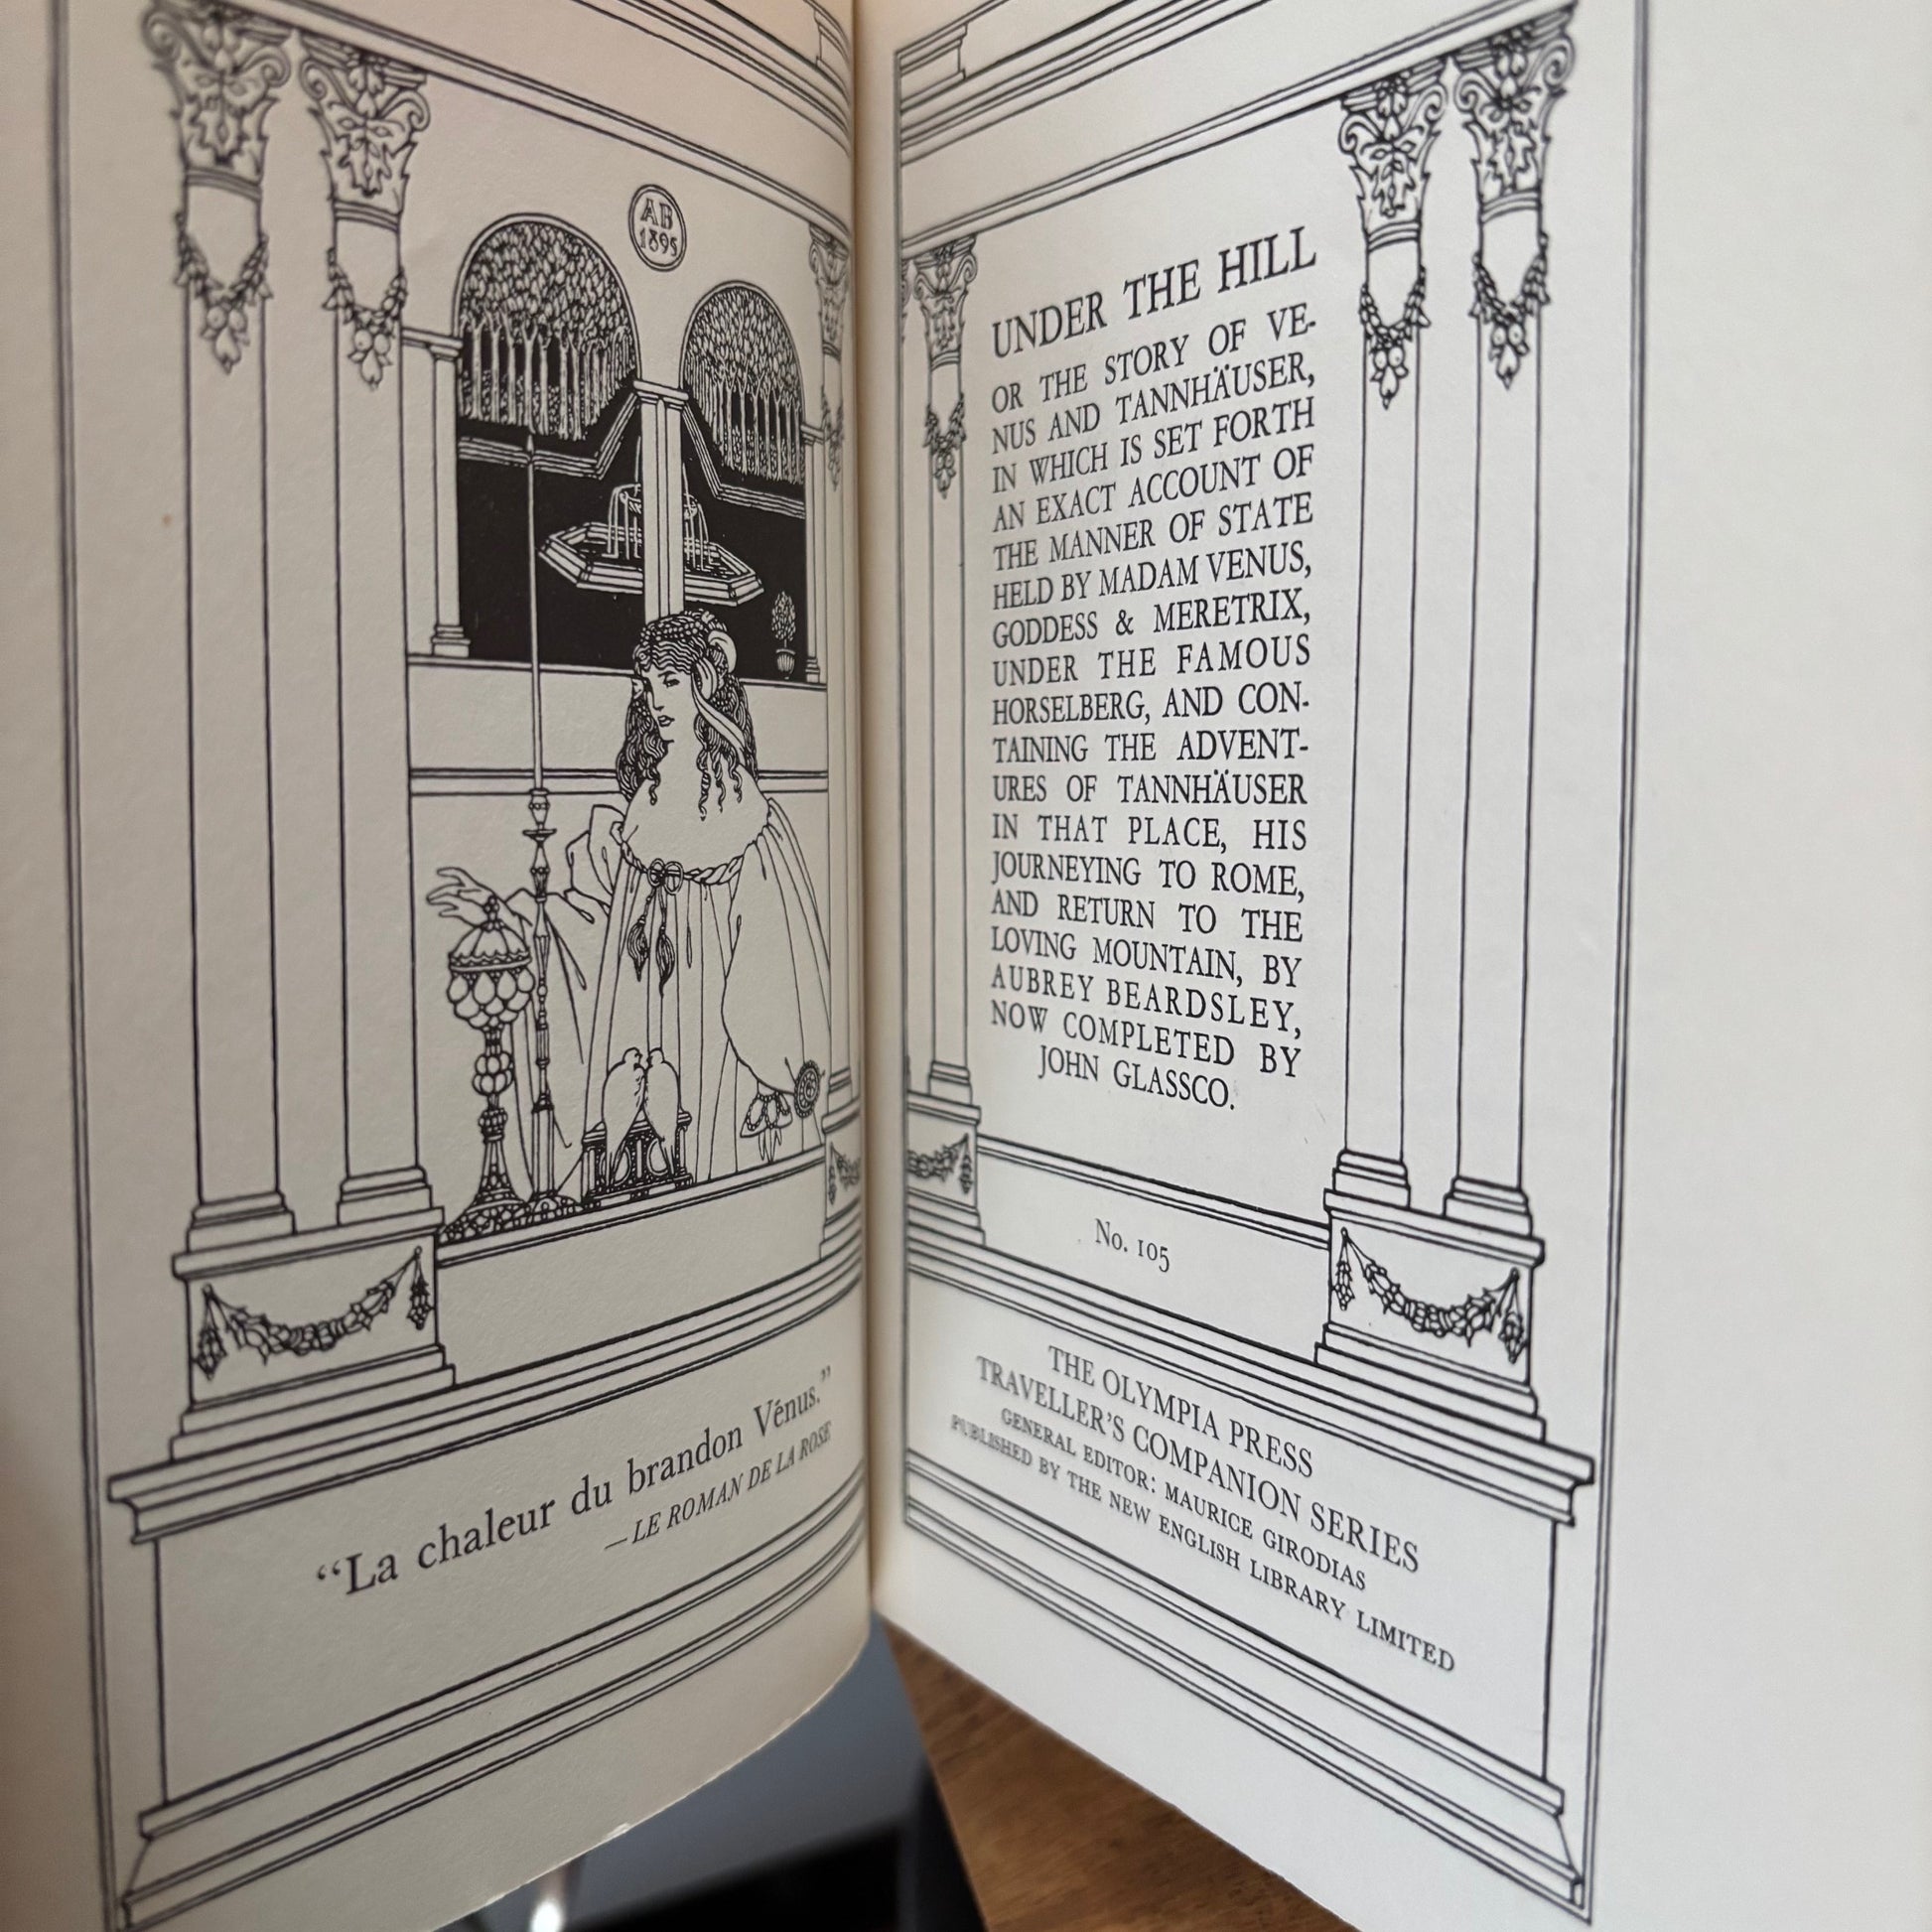 AB
1895
"La chaleur du brandon Vénus."
—LE ROMAN DE LA ROSE
UNDER THE HILL
OR THE STORY OF VE-
NUS AND TANNHÄUSER,
IN WHICH IS SET FORTH
AN EXACT ACCOUNT OF
THE MANNER OF STATE
HELD BY MADAM VENUS,
GODDESS & MERETRIX,
UNDER THE FAMOUS
HORSELBERG, AND CON-
TAINING THE ADVENT-
URES OF TANNHÄUSER
IN THAT PLACE, HIS
JOURNEYING TO ROME,
AND RETURN TO THE
LOVING MOUNTAIN, BY
AUBREY BEARDSLEY,
NOW COMPLETED BY
JOHN GLASSCO.
No. 105
THE OLYMPIA PRESS
TRAVELLER'S COMPANION SERIES
GENERAL EDITOR: MAURICE GIRODIAS
PUBLISHED BY THE NEW ENGLISH LIBRARY LIMITED